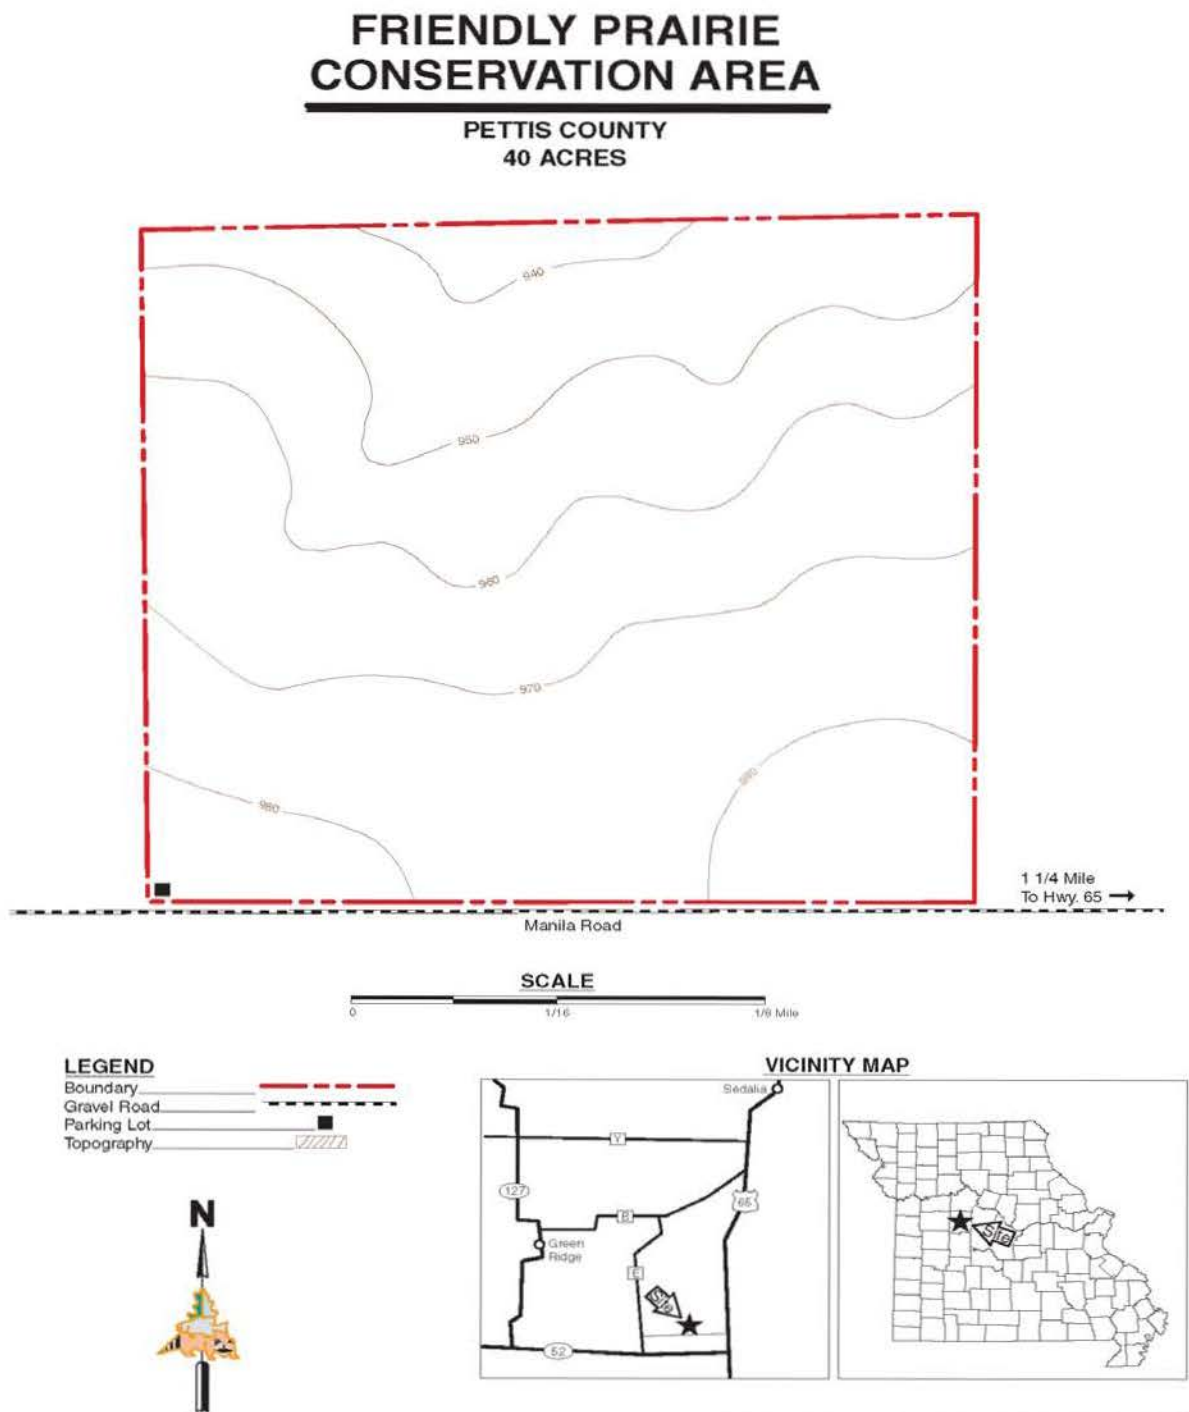 FRIENDLY PRAIRIE
CONSERVATION AREA
PETTIS COUNTY
40 ACRES
940
950
960
970
980
980
1 1/4 Mile
To Hwy. 65
Manila Road
SCALE
0 1/16 1/8 Mile
LEGEND
Boundary
Gravel Road
Parking Lot
Topography
N
VICINITY MAP
Sedalia
Y
127
65
B
Green
Ridge
E
Site
52
Site